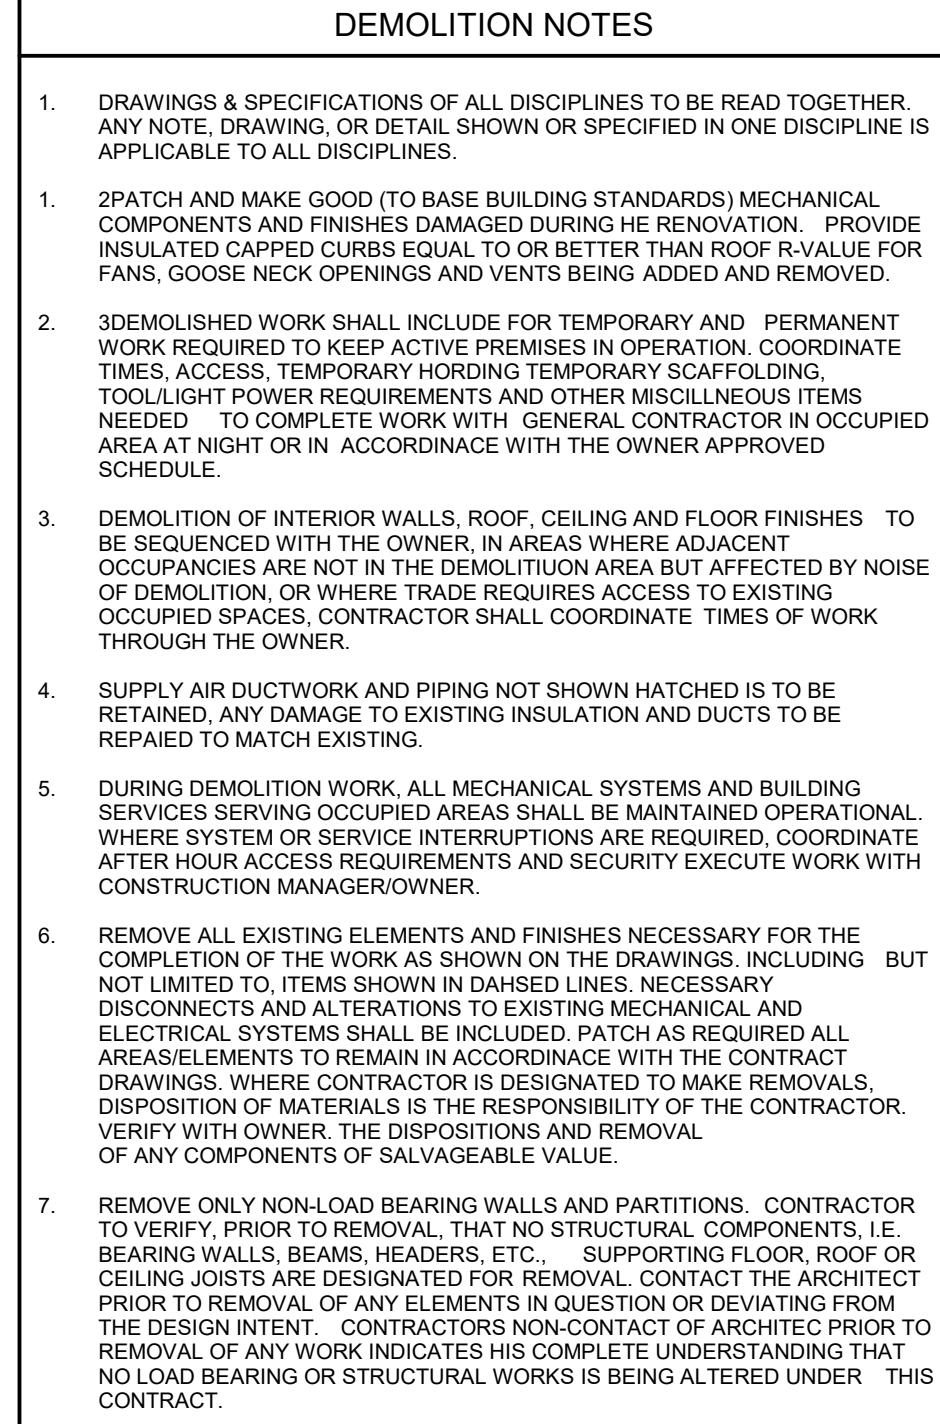 DEMOLITION NOTES
1. DRAWINGS & SPECIFICATIONS OF ALL DISCIPLINES TO BE READ TOGETHER.
ANY NOTE, DRAWING, OR DETAIL SHOWN OR SPECIFIED IN ONE DISCIPLINE IS
APPLICABLE TO ALL DISCIPLINES.
1. 2PATCH AND MAKE GOOD (TO BASE BUILDING STANDARDS) MECHANICAL
COMPONENTS AND FINISHES DAMAGED DURING HE RENOVATION. PROVIDE
INSULATED CAPPED CURBS EQUAL TO OR BETTER THAN ROOF R-VALUE FOR
FANS, GOOSE NECK OPENINGS AND VENTS BEING ADDED AND REMOVED.
2. 3DEMOLISHED WORK SHALL INCLUDE FOR TEMPORARY AND PERMANENT
WORK REQUIRED TO KEEP ACTIVE PREMISES IN OPERATION. COORDINATE
TIMES, ACCESS, TEMPORARY HORDING TEMPORARY SCAFFOLDING,
TOOL/LIGHT POWER REQUIREMENTS AND OTHER MISCILLNEOUS ITEMS
NEEDED TO COMPLETE WORK WITH GENERAL CONTRACTOR IN OCCUPIED
AREA AT NIGHT OR IN ACCORDINACE WITH THE OWNER APPROVED
SCHEDULE.
3. DEMOLITION OF INTERIOR WALLS, ROOF, CEILING AND FLOOR FINISHES TO
BE SEQUENCED WITH THE OWNER, IN AREAS WHERE ADJACENT
OCCUPANCIES ARE NOT IN THE DEMOLITIUON AREA BUT AFFECTED BY NOISE
OF DEMOLITION, OR WHERE TRADE REQUIRES ACCESS TO EXISTING
OCCUPIED SPACES, CONTRACTOR SHALL COORDINATE TIMES OF WORK
THROUGH THE OWNER.
4. SUPPLY AIR DUCTWORK AND PIPING NOT SHOWN HATCHED IS TO BE
RETAINED, ANY DAMAGE TO EXISTING INSULATION AND DUCTS TO BE
REPAIED TO MATCH EXISTING.
5. DURING DEMOLITION WORK, ALL MECHANICAL SYSTEMS AND BUILDING
SERVICES SERVING OCCUPIED AREAS SHALL BE MAINTAINED OPERATIONAL.
WHERE SYSTEM OR SERVICE INTERRUPTIONS ARE REQUIRED, COORDINATE
AFTER HOUR ACCESS REQUIREMENTS AND SECURITY EXECUTE WORK WITH
CONSTRUCTION MANAGER/OWNER.
6. REMOVE ALL EXISTING ELEMENTS AND FINISHES NECESSARY FOR THE
COMPLETION OF THE WORK AS SHOWN ON THE DRAWINGS. INCLUDING BUT
NOT LIMITED TO, ITEMS SHOWN IN DAHSED LINES. NECESSARY
DISCONNECTS AND ALTERATIONS TO EXISTING MECHANICAL AND
ELECTRICAL SYSTEMS SHALL BE INCLUDED. PATCH AS REQUIRED ALL
AREAS/ELEMENTS TO REMAIN IN ACCORDINACE WITH THE CONTRACT
DRAWINGS. WHERE CONTRACTOR IS DESIGNATED TO MAKE REMOVALS,
DISPOSITION OF MATERIALS IS THE RESPONSIBILITY OF THE CONTRACTOR.
VERIFY WITH OWNER. THE DISPOSITIONS AND REMOVAL
OF ANY COMPONENTS OF SALVAGEABLE VALUE.
7. REMOVE ONLY NON-LOAD BEARING WALLS AND PARTITIONS. CONTRACTOR
TO VERIFY, PRIOR TO REMOVAL, THAT NO STRUCTURAL COMPONENTS, I.E.
BEARING WALLS, BEAMS, HEADERS, ETC., SUPPORTING FLOOR, ROOF OR
CEILING JOISTS ARE DESIGNATED FOR REMOVAL. CONTACT THE ARCHITECT
PRIOR TO REMOVAL OF ANY ELEMENTS IN QUESTION OR DEVIATING FROM
THE DESIGN INTENT. CONTRACTORS NON-CONTACT OF ARCHITEC PRIOR TO
REMOVAL OF ANY WORK INDICATES HIS COMPLETE UNDERSTANDING THAT
NO LOAD BEARING OR STRUCTURAL WORKS IS BEING ALTERED UNDER THIS
CONTRACT.